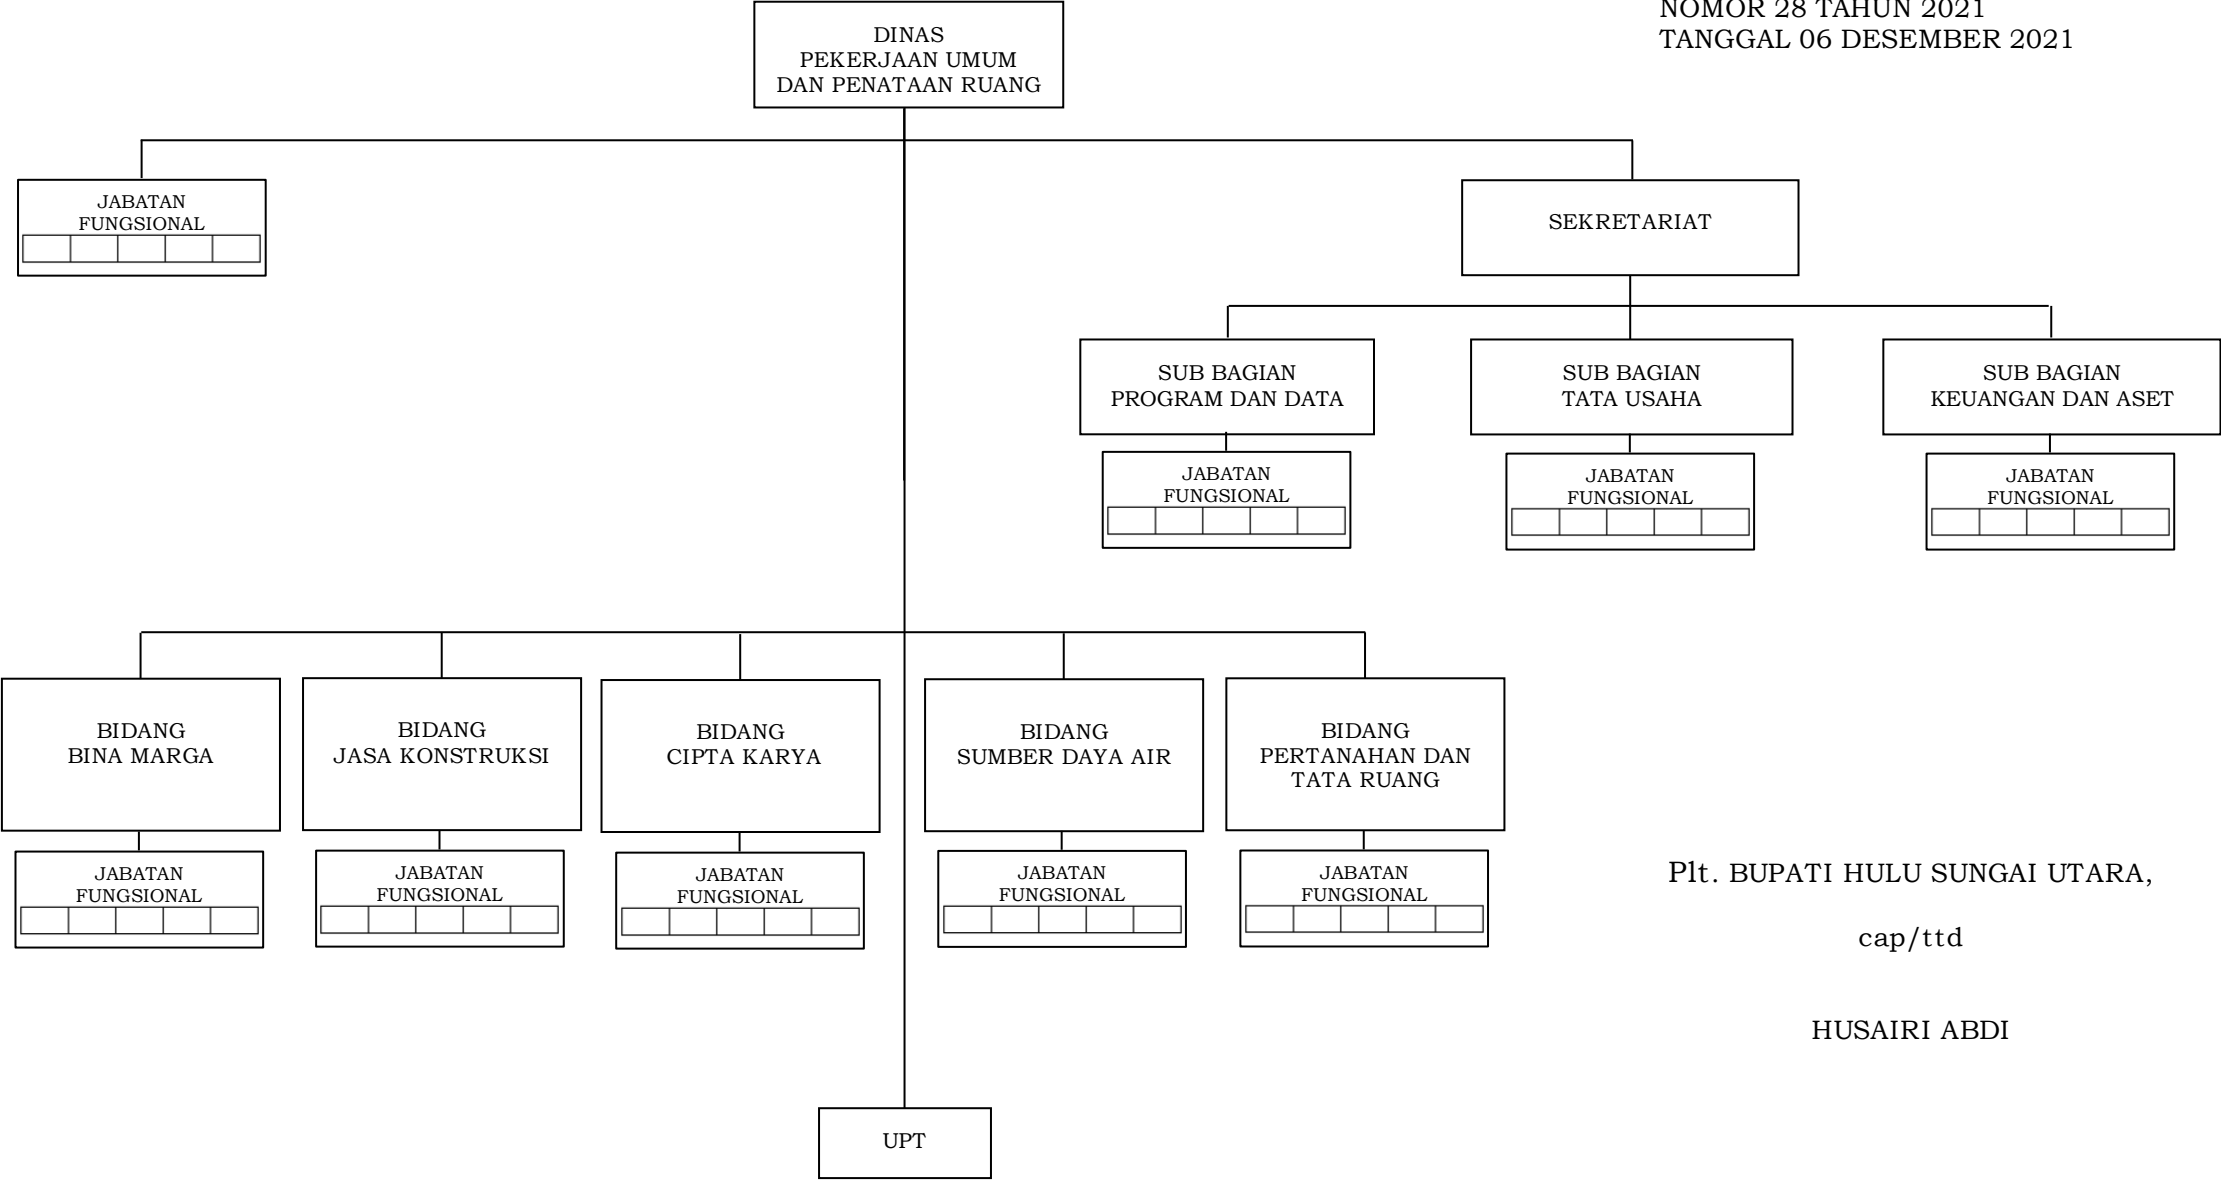 NOMOR 28 TAHUN 2021
TANGGAL 06 DESEMBER 2021
DINAS
PEKERJAAN UMUM
DAN PENATAAN RUANG
JABATAN
FUNGSIONAL
SEKRETARIAT
SUB BAGIAN
PROGRAM DAN DATA
SUB BAGIAN
TATA USAHA
SUB BAGIAN
KEUANGAN DAN ASET
JABATAN
FUNGSIONAL
JABATAN
FUNGSIONAL
JABATAN
FUNGSIONAL
BIDANG
BINA MARGA
BIDANG
JASA KONSTRUKSI
BIDANG
CIPTA KARYA
BIDANG
SUMBER DAYA AIR
BIDANG
PERTANAHAN DAN
TATA RUANG
JABATAN
FUNGSIONAL
JABATAN
FUNGSIONAL
JABATAN
FUNGSIONAL
JABATAN
FUNGSIONAL
JABATAN
FUNGSIONAL
Plt. BUPATI HULU SUNGAI UTARA,
cap/ttd
HUSAIRI ABDI
UPT